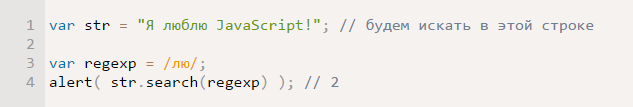 1 var str = "Я люблю JavaScript!"; // будем искать в этой строке
2
3 var regexp = /лю/;
4 alert( str.search(regexp) ); // 2